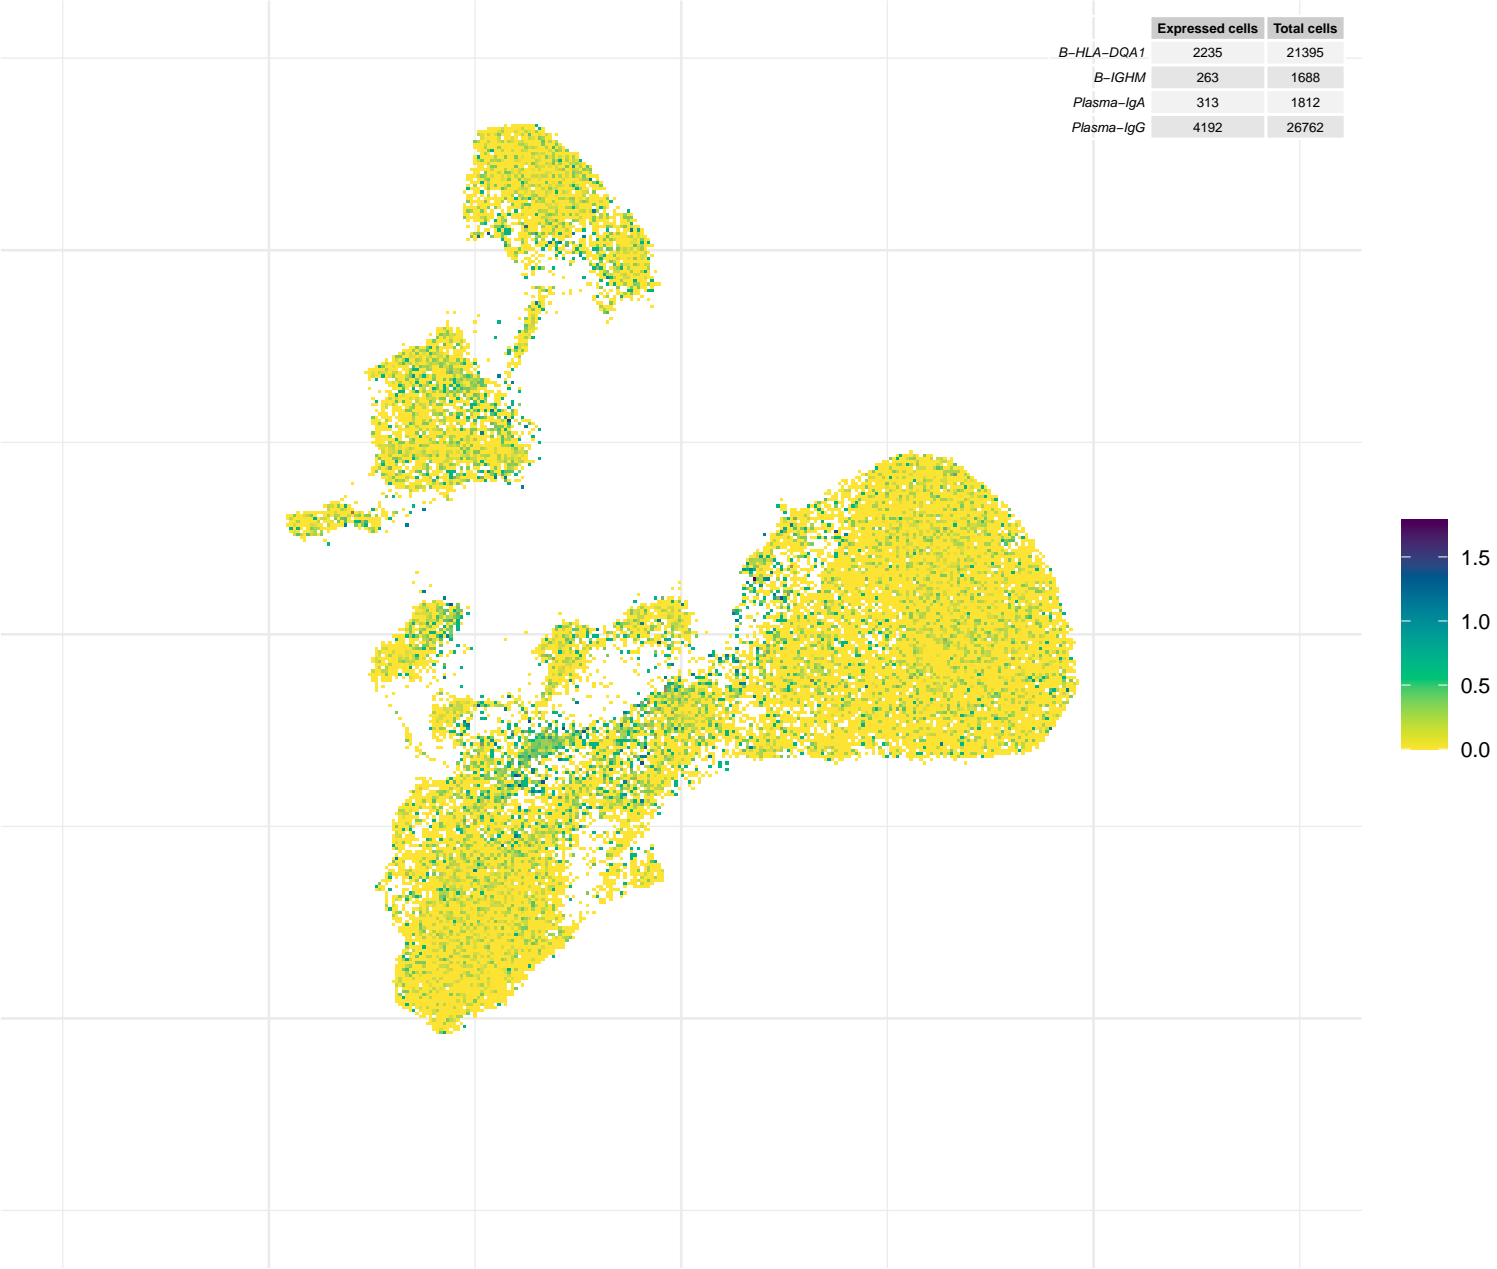 Expressed cells Total cells
B−HLA−DQA1 2235 21395
B−IGHM 263 1688
Plasma−IgA 313 1812
Plasma−IgG 4192 26762
1.5
1.0
0.5
0.0